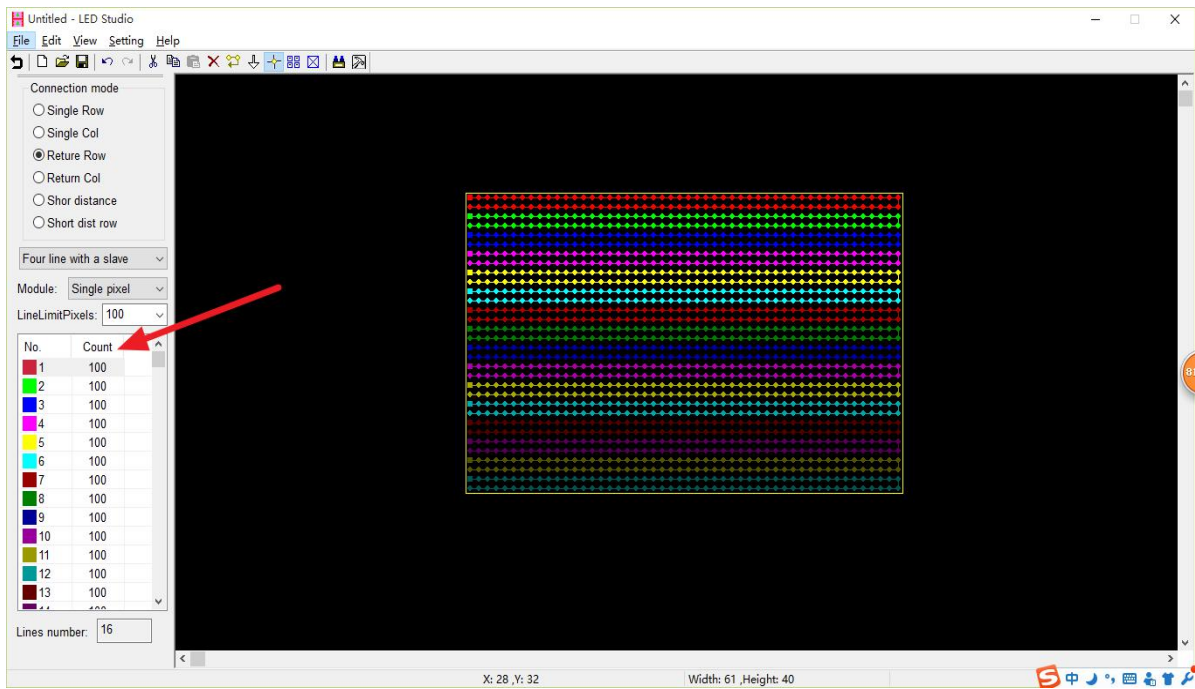 Untitled - LED Studio
File Edit View Setting Help
Connection mode
Single Row
Single Col
Reture Row
Return Col
Shor distance
Short dist row
Four line with a slave
Module: Single pixel
LineLimitPixels: 100
No. Count
1 100
2 100
3 100
4 100
5 100
6 100
7 100
8 100
9 100
10 100
11 100
12 100
13 100
Lines number: 16
X: 28 ,Y: 32 Width: 61 ,Height: 40
中